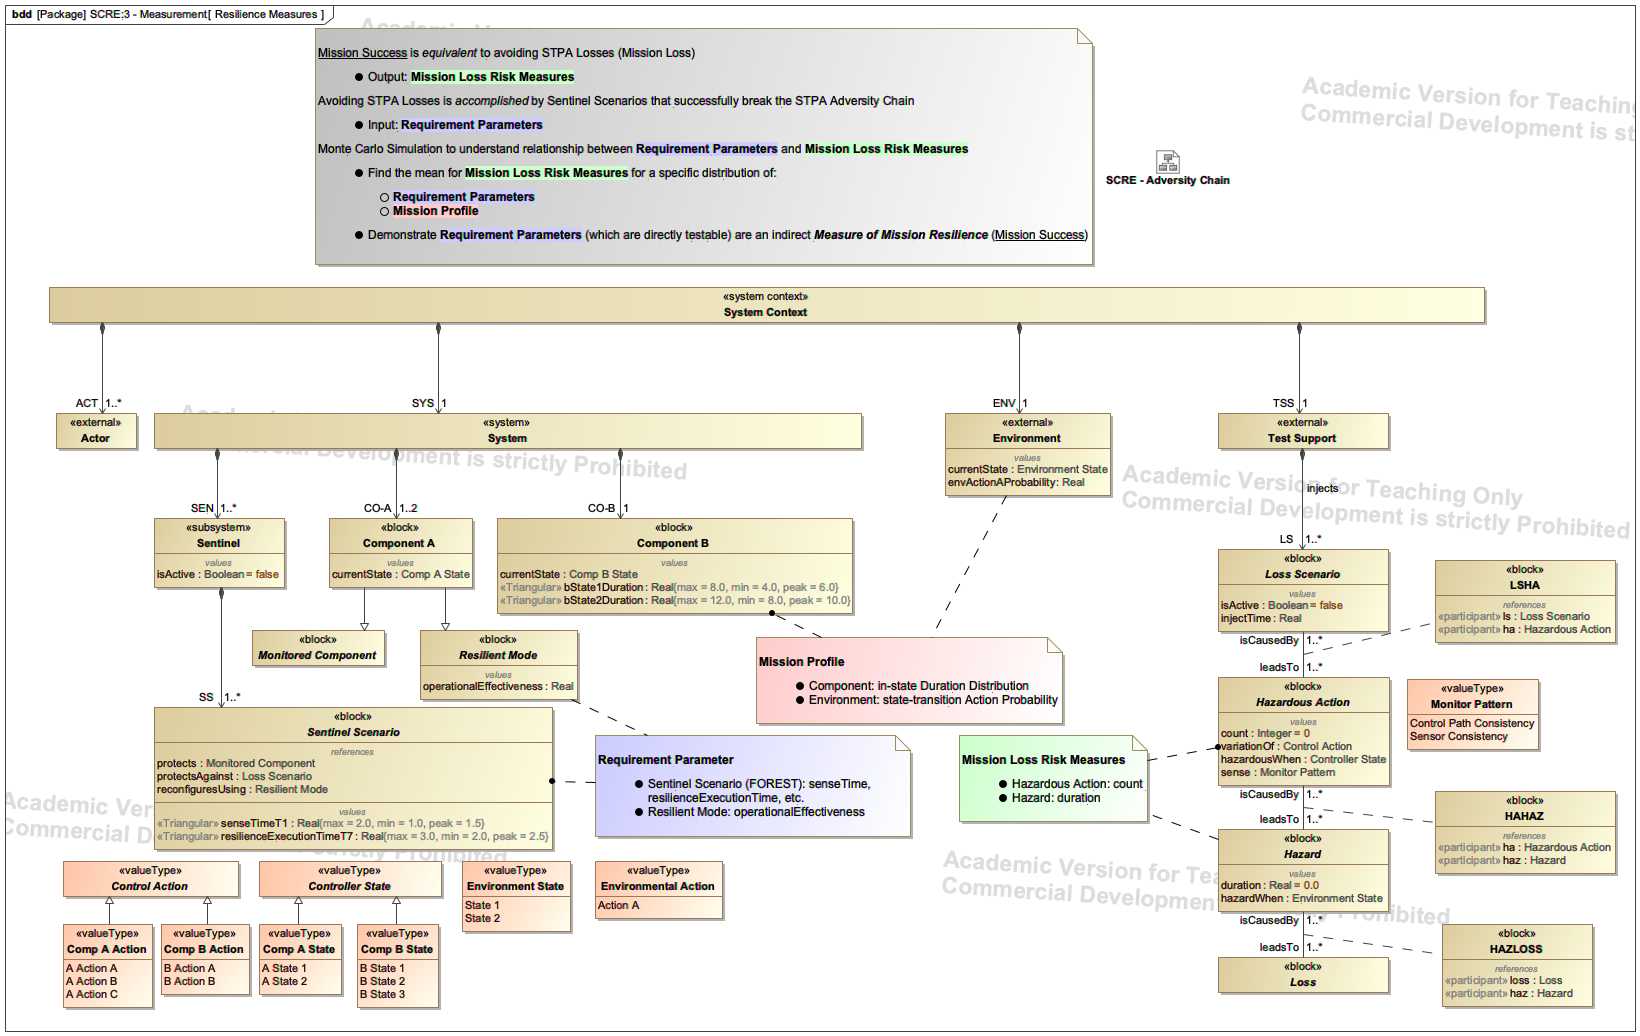 bdd [Package] SCRE:3 - Measurement[ Resilience Measures ]
Mission Success is equivalent to avoiding STPA Losses (Mission Loss)
● Output: Mission Loss Risk Measures
Avoiding STPA Losses is accomplished by Sentinel Scenarios that successfully break the STPA Adversity Chain
● Input: Requirement Parameters
Monte Carlo Simulation to understand relationship between Requirement Parameters and Mission Loss Risk Measures
● Find the mean for Mission Loss Risk Measures for a specific distribution of:
○ Requirement Parameters
○ Mission Profile
● Demonstrate Requirement Parameters (which are directly testable) are an indirect Measure of Mission Resilience (Mission Success)
SCRE - Adversity Chain
Academic Version for Teaching
Commercial Development is st
«system context»
System Context
ACT 1..*
SYS 1
ENV 1
TSS 1
«external»
Actor
«system»
System
«external»
Environment
values
currentState : Environment State
envActionAProbability: Real
«external»
Test Support
Development is strictly Prohibited
Academic Version for Teaching Only
Commercial Development is strictly Prohibited
injects
SEN 1..*
CO-A 1..2
CO-B 1
LS 1..*
«subsystem»
Sentinel
values
isActive : Boolean = false
«block»
Component A
values
currentState : Comp A State
«block»
Component B
values
currentState : Comp B State
«Triangular» bState1Duration : Real{max = 8.0, min = 4.0, peak = 6.0}
«Triangular» bState2Duration : Real{max = 12.0, min = 8.0, peak = 10.0}
«block»
Loss Scenario
values
isActive : Boolean = false
injectTime : Real
«block»
LSHA
references
«participant» ls : Loss Scenario
«participant» ha : Hazardous Action
«block»
Monitored Component
«block»
Resilient Mode
values
operationalEffectiveness : Real
Mission Profile
● Component: in-state Duration Distribution
● Environment: state-transition Action Probability
isCausedBy 1..*
leadsTo 1..*
SS 1..*
«block»
Sentinel Scenario
references
protects : Monitored Component
protectsAgainst : Loss Scenario
reconfiguresUsing : Resilient Mode
values
«Triangular» senseTimeT1 : Real{max = 2.0, min = 1.0, peak = 1.5}
«Triangular» resilienceExecutionTimeT7 : Real{max = 3.0, min = 2.0, peak = 2.5}
Requirement Parameter
● Sentinel Scenario (FOREST): senseTime,
resilienceExecutionTime, etc.
● Resilient Mode: operationalEffectiveness
Mission Loss Risk Measures
● Hazardous Action: count
● Hazard: duration
«block»
Hazardous Action
values
count : Integer = 0
variationOf : Control Action
hazardousWhen : Controller State
sense : Monitor Pattern
«valueType»
Monitor Pattern
Control Path Consistency
Sensor Consistency
isCausedBy 1..*
leadsTo 1..*
«block»
HAHAZ
references
«participant» ha : Hazardous Action
«participant» haz : Hazard
«block»
Hazard
values
duration : Real = 0.0
hazardWhen : Environment State
«valueType»
Control Action
«valueType»
Controller State
«valueType»
Environment State
State 1
State 2
«valueType»
Environmental Action
Action A
Academic Version for Tea
Commercial Development
Prohibited
«valueType»
Comp A Action
A Action A
A Action B
A Action C
«valueType»
Comp B Action
B Action A
B Action B
«valueType»
Comp A State
A State 1
A State 2
«valueType»
Comp B State
B State 1
B State 2
B State 3
isCausedBy 1..*
leadsTo 1..*
«block»
HAZLOSS
references
«participant» loss : Loss
«participant» haz : Hazard
«block»
Loss